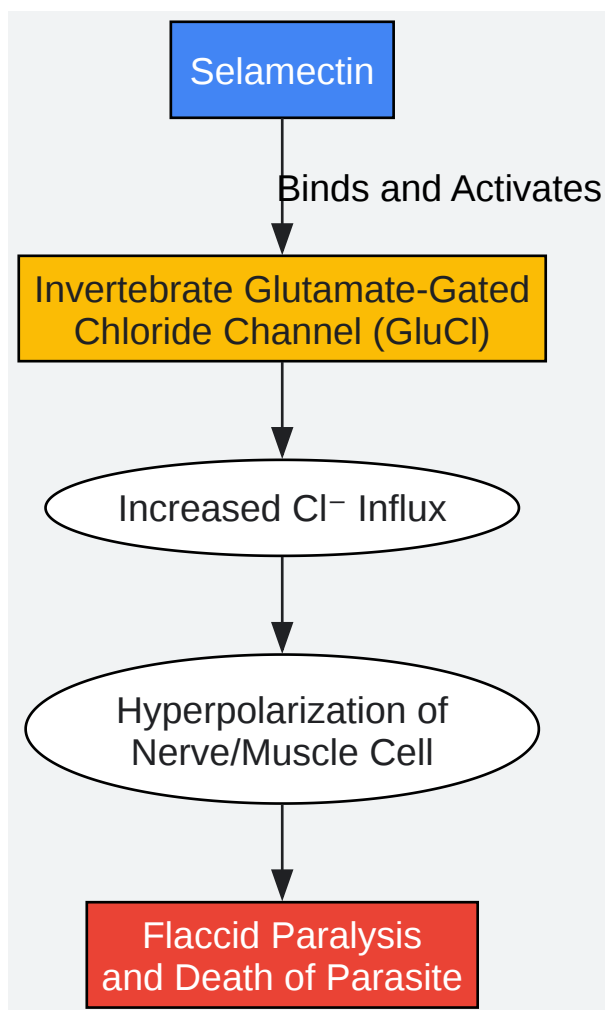 Selamectin
Binds and Activates
Invertebrate Glutamate-Gated
Chloride Channel (GluCl)
Increased Cl⁻ Influx
Hyperpolarization of
Nerve/Muscle Cell
Flaccid Paralysis
and Death of Parasite